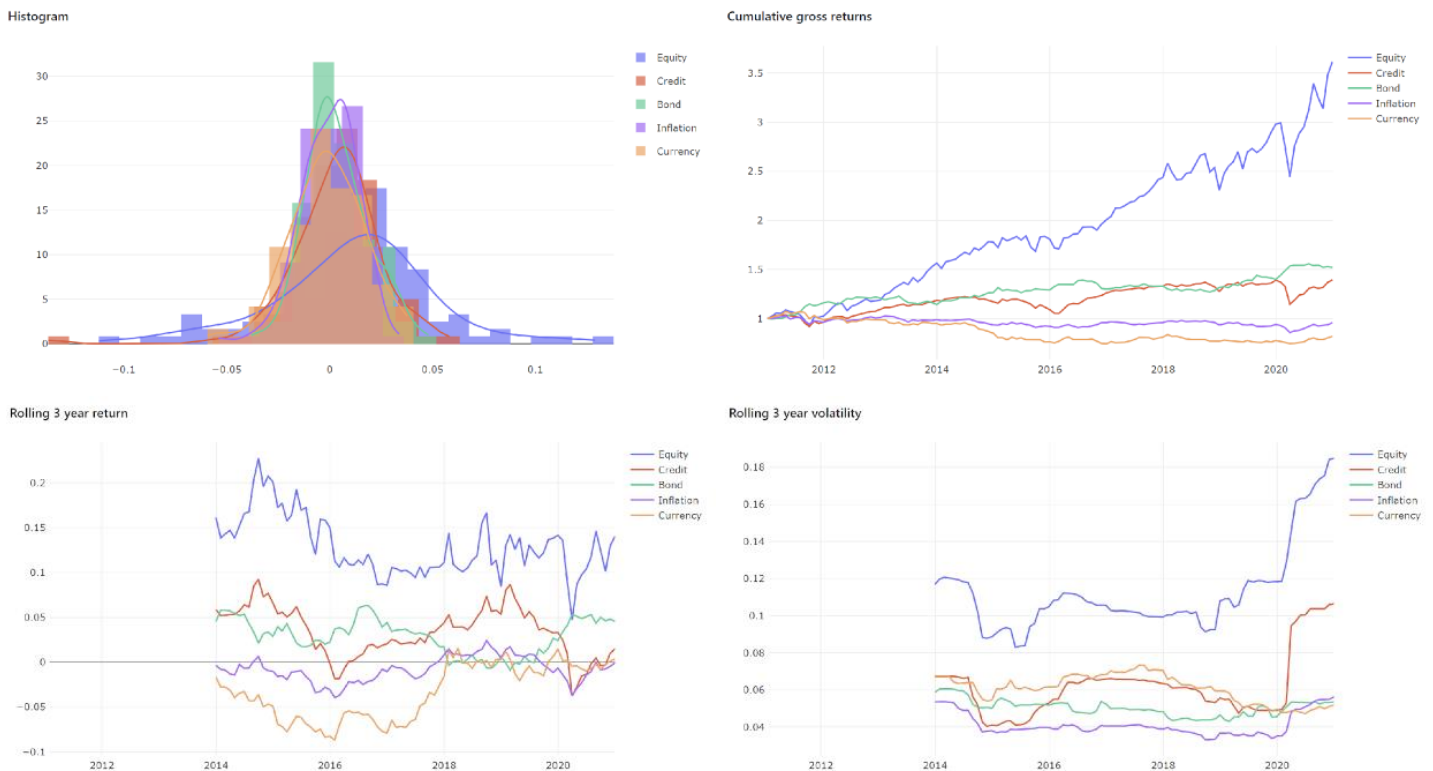 Histogram
30
25
20
15
10
5
0
−0.1
−0.05
0
0.05
0.1
Equity
Credit
Bond
Inflation
Currency
Cumulative gross returns
3.5
3
2.5
2
1.5
1
2012
2014
2016
2018
2020
Equity
Credit
Bond
Inflation
Currency
Rolling 3 year return
0.2
0.15
0.1
0.05
0
−0.05
−0.1
2012
2014
2016
2018
2020
Equity
Credit
Bond
Inflation
Currency
Rolling 3 year volatility
0.18
0.16
0.14
0.12
0.1
0.08
0.06
0.04
2012
2014
2016
2018
2020
Equity
Credit
Bond
Inflation
Currency